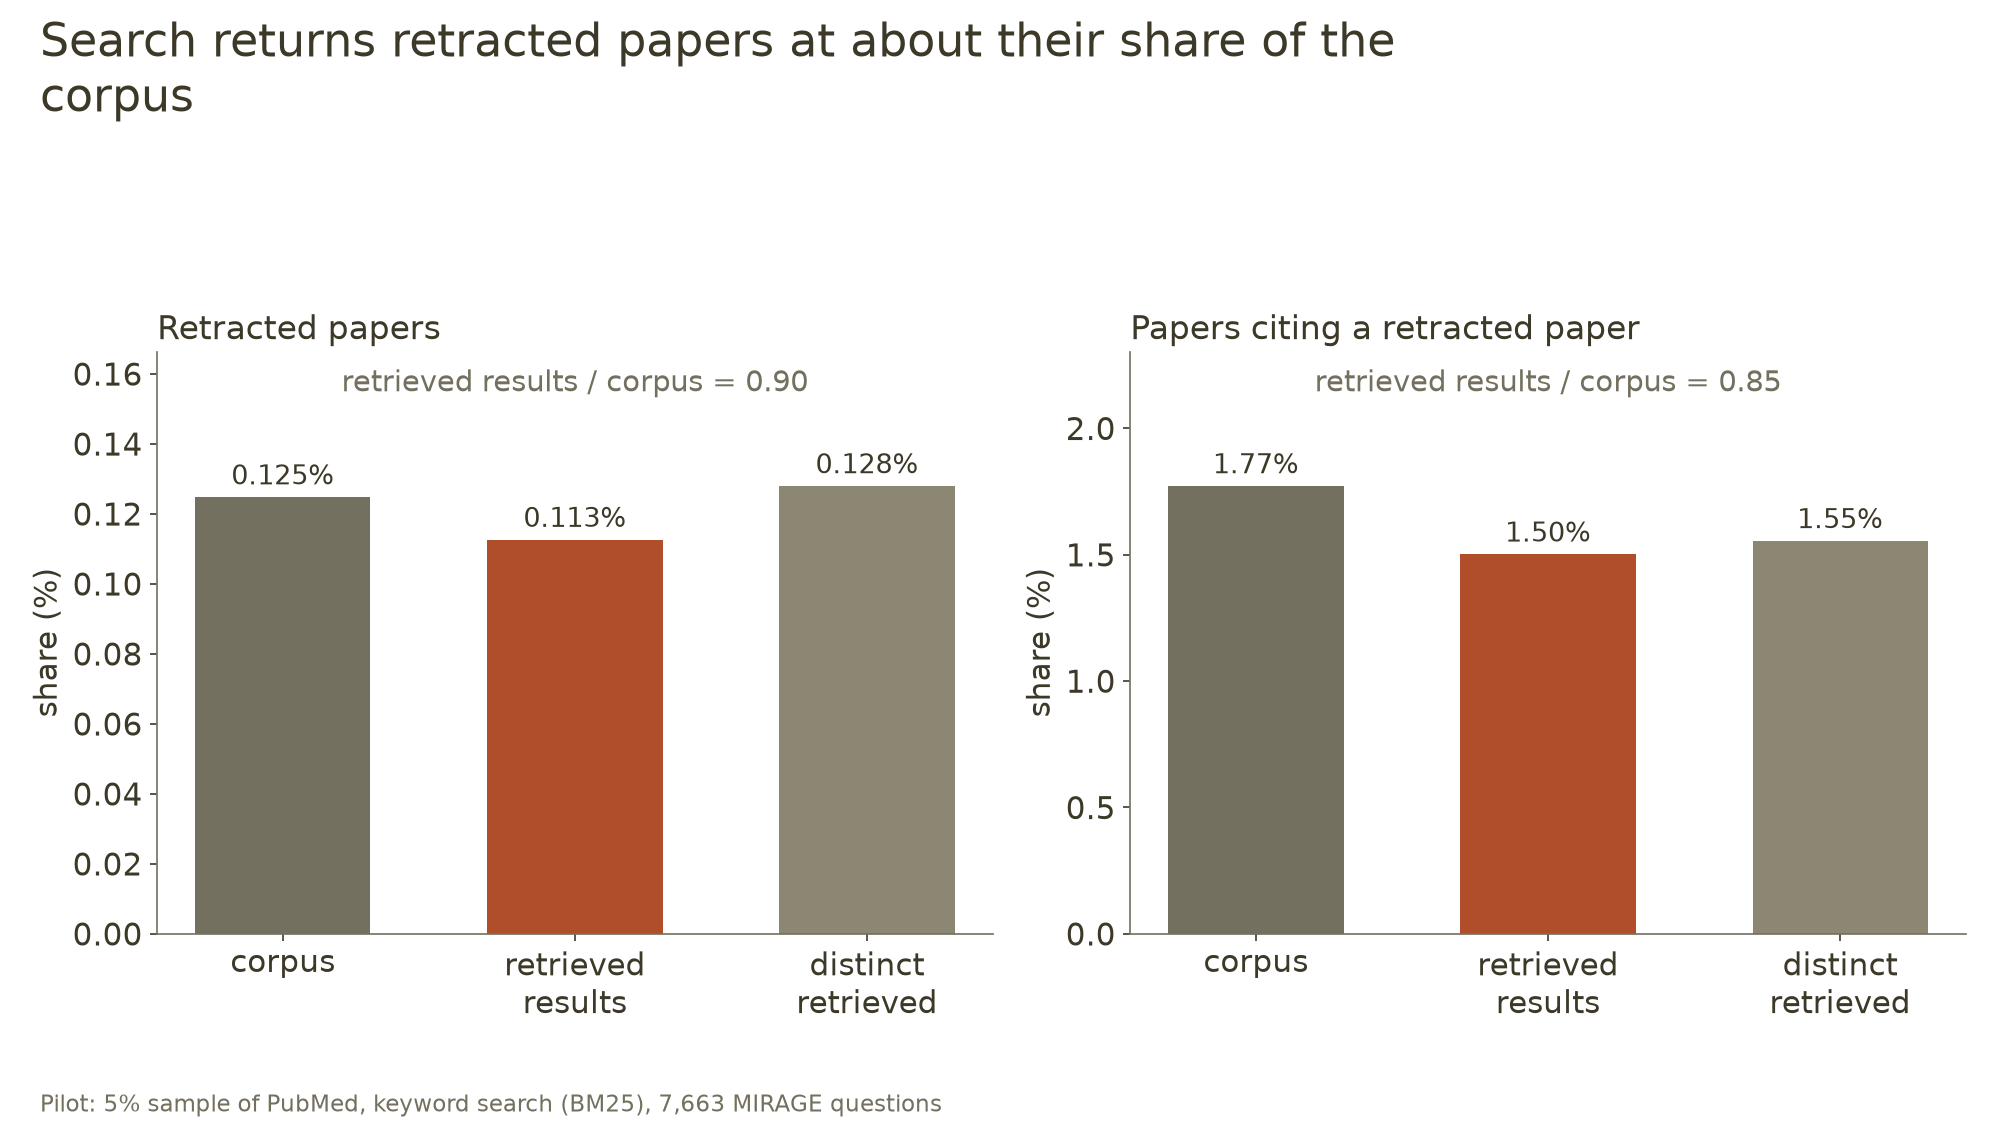 Search returns retracted papers at about their share of the
corpus
Retracted papers
retrieved results / corpus = 0.90
share (%)
0.16
0.14
0.12
0.10
0.08
0.06
0.04
0.02
0.00
0.125%
0.113%
0.128%
corpus
retrieved
results
distinct
retrieved
Papers citing a retracted paper
retrieved results / corpus = 0.85
share (%)
2.0
1.5
1.0
0.5
0.0
1.77%
1.50%
1.55%
corpus
retrieved
results
distinct
retrieved
Pilot: 5% sample of PubMed, keyword search (BM25), 7,663 MIRAGE questions